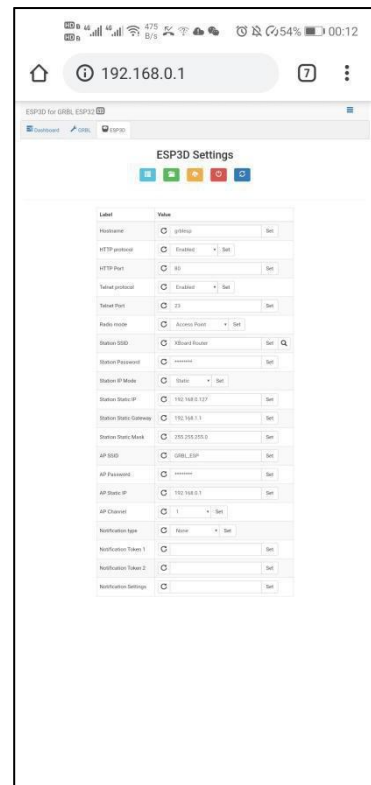 HD 475 54% 00:12
B/s
192.168.0.1 7
ESP3D for GRBL ESP32
Dashboard GRBL ESP3D
ESP3D Settings
Label Value
Hostname grblesp Set
HTTP protocol Enabled Set
HTTP Port 80 Set
Telnet protocol Enabled Set
Telnet Port 23 Set
Radio mode Access Point Set
Station SSID XBoard Router Set
Station Password ******** Set
Station IP Mode Static Set
Station Static IP 192.168.0.127 Set
Station Static Gateway 192.168.1.1 Set
Station Static Mask 255.255.255.0 Set
AP SSID GRBL_ESP Set
AP Password ******** Set
AP Static IP 192.168.0.1 Set
AP Channel 1 Set
Notification type None Set
Notification Token 1 Set
Notification Token 2 Set
Notification Settings Set